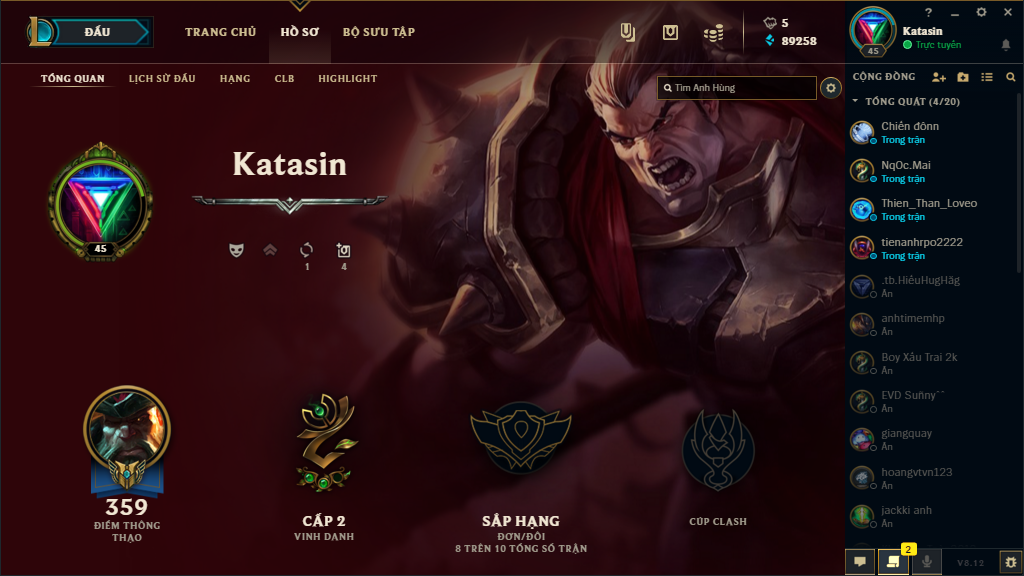 ĐẤU
TRANG CHỦ
HỒ SƠ
BỘ SƯU TẬP
5
89258
45
Katasin
Trực tuyến
TỔNG QUAN
LỊCH SỬ ĐẤU
HẠNG
CLB
HIGHLIGHT
Tìm Anh Hùng
CỘNG ĐỒNG
TỔNG QUÁT (4/20)
Chiến đônn
Trong trận
NqOc.Mai
Trong trận
Thien_Than_Loveo
Trong trận
tienanhrpo2222
Trong trận
.tb.HiếuHugHãg
Ẩn
anhtimemhp
Ẩn
Boy Xấu Trai 2k
Ẩn
EVD Suñny^^
Ẩn
giangquay
Ẩn
hoangvtvn123
Ẩn
jackki anh
Ẩn
Katasin
45
1
4
359
ĐIỂM THÔNG
THẠO
CẤP 2
VINH DANH
SẮP HẠNG
ĐƠN/ĐÔI
8 TRÊN 10 TỔNG SỐ TRẬN
CÚP CLASH
2
V8.12